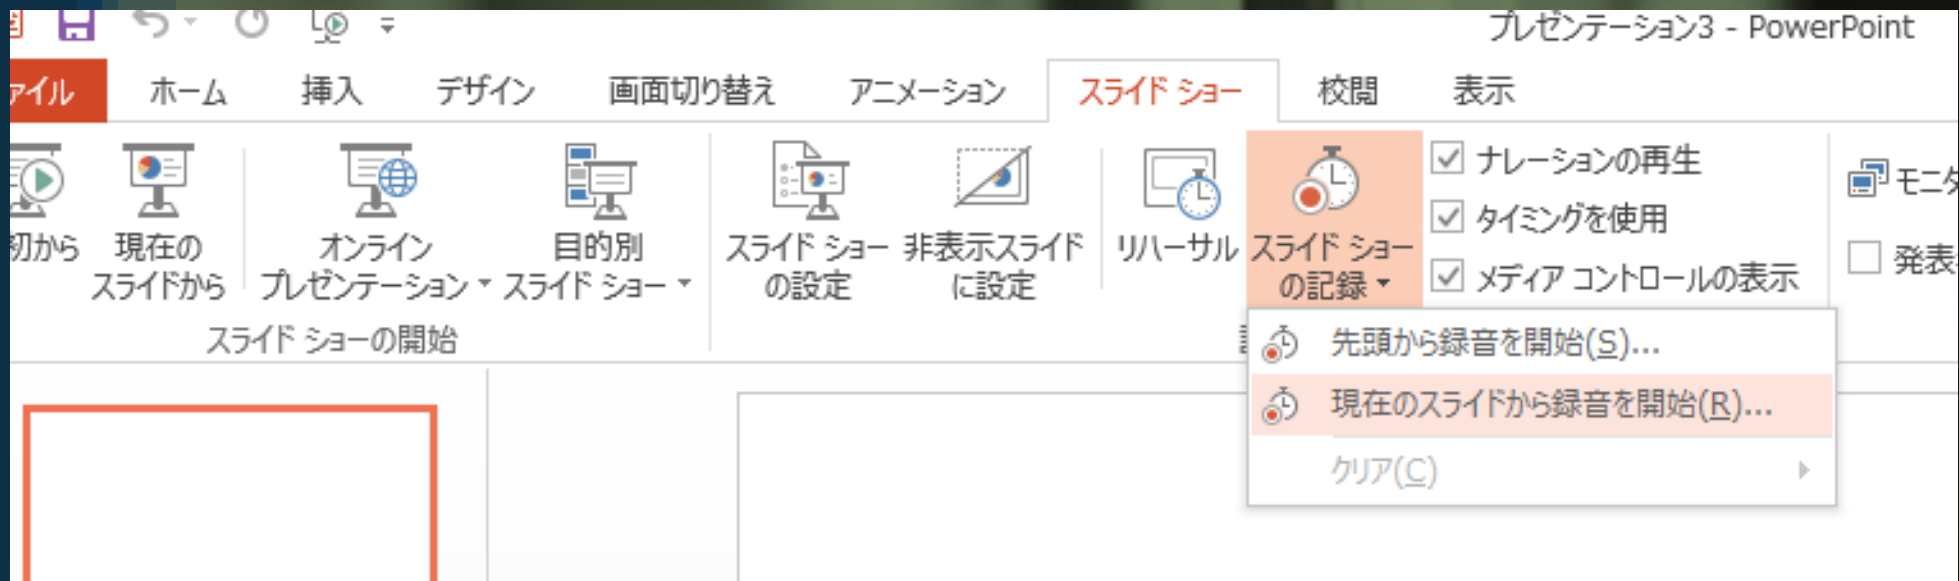 プレゼンテーション3 - PowerPoint
ァイル ホーム 挿入 デザイン 画面切り替え アニメーション スライド ショー 校閲 表示
初から
現在の
スライドから
オンライン
プレゼンテーション
目的別
スライド ショー
スライド ショーの開始
スライド ショー
の設定
非表示スライド
に設定
リハーサル
スライド ショー
の記録
ナレーションの再生
タイミングを使用
メディア コントロールの表示
モニタ
発表
先頭から録音を開始(S)...
現在のスライドから録音を開始(R)...
クリア(C)